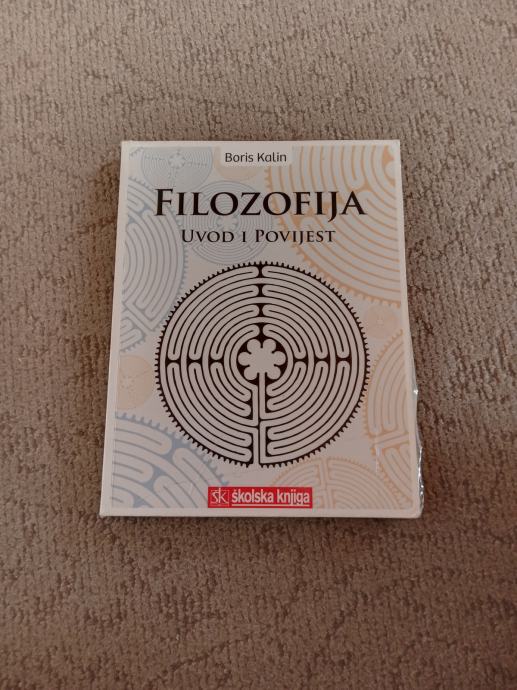 Boris Kalin
FILOZOFIJA
UVOD I POVIJEST
šk školska knjiga